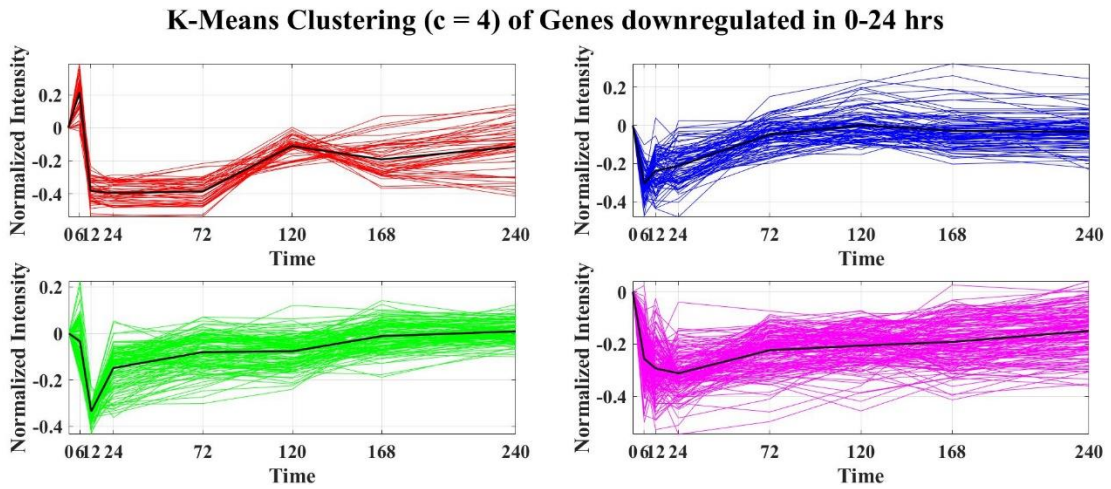 K-Means Clustering (c = 4) of Genes downregulated in 0-24 hrs
Normalized Intensity
0.2
0
-0.2
-0.4
0 6 12 24 72 120 168 240
Time
Normalized Intensity
0.2
0
-0.2
-0.4
0 6 12 24 72 120 168 240
Time
Normalized Intensity
0.2
0
-0.2
-0.4
0 6 12 24 72 120 168 240
Time
Normalized Intensity
0
-0.2
-0.4
0 6 12 24 72 120 168 240
Time